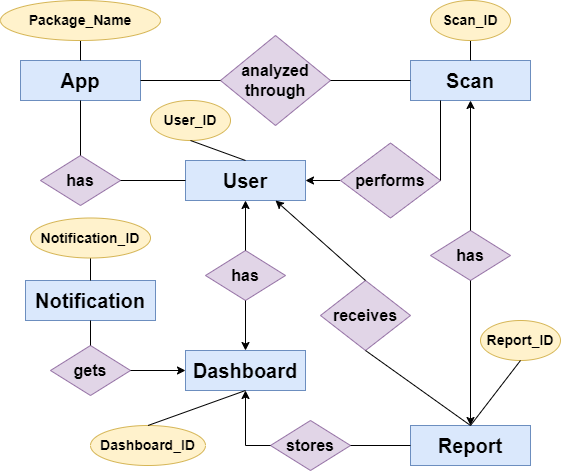 Package_Name
Scan_ID
App
analyzed
through
Scan
User_ID
has
User
performs
Notification_ID
has
has
Notification
receives
Report_ID
gets
Dashboard
Dashboard_ID
stores
Report